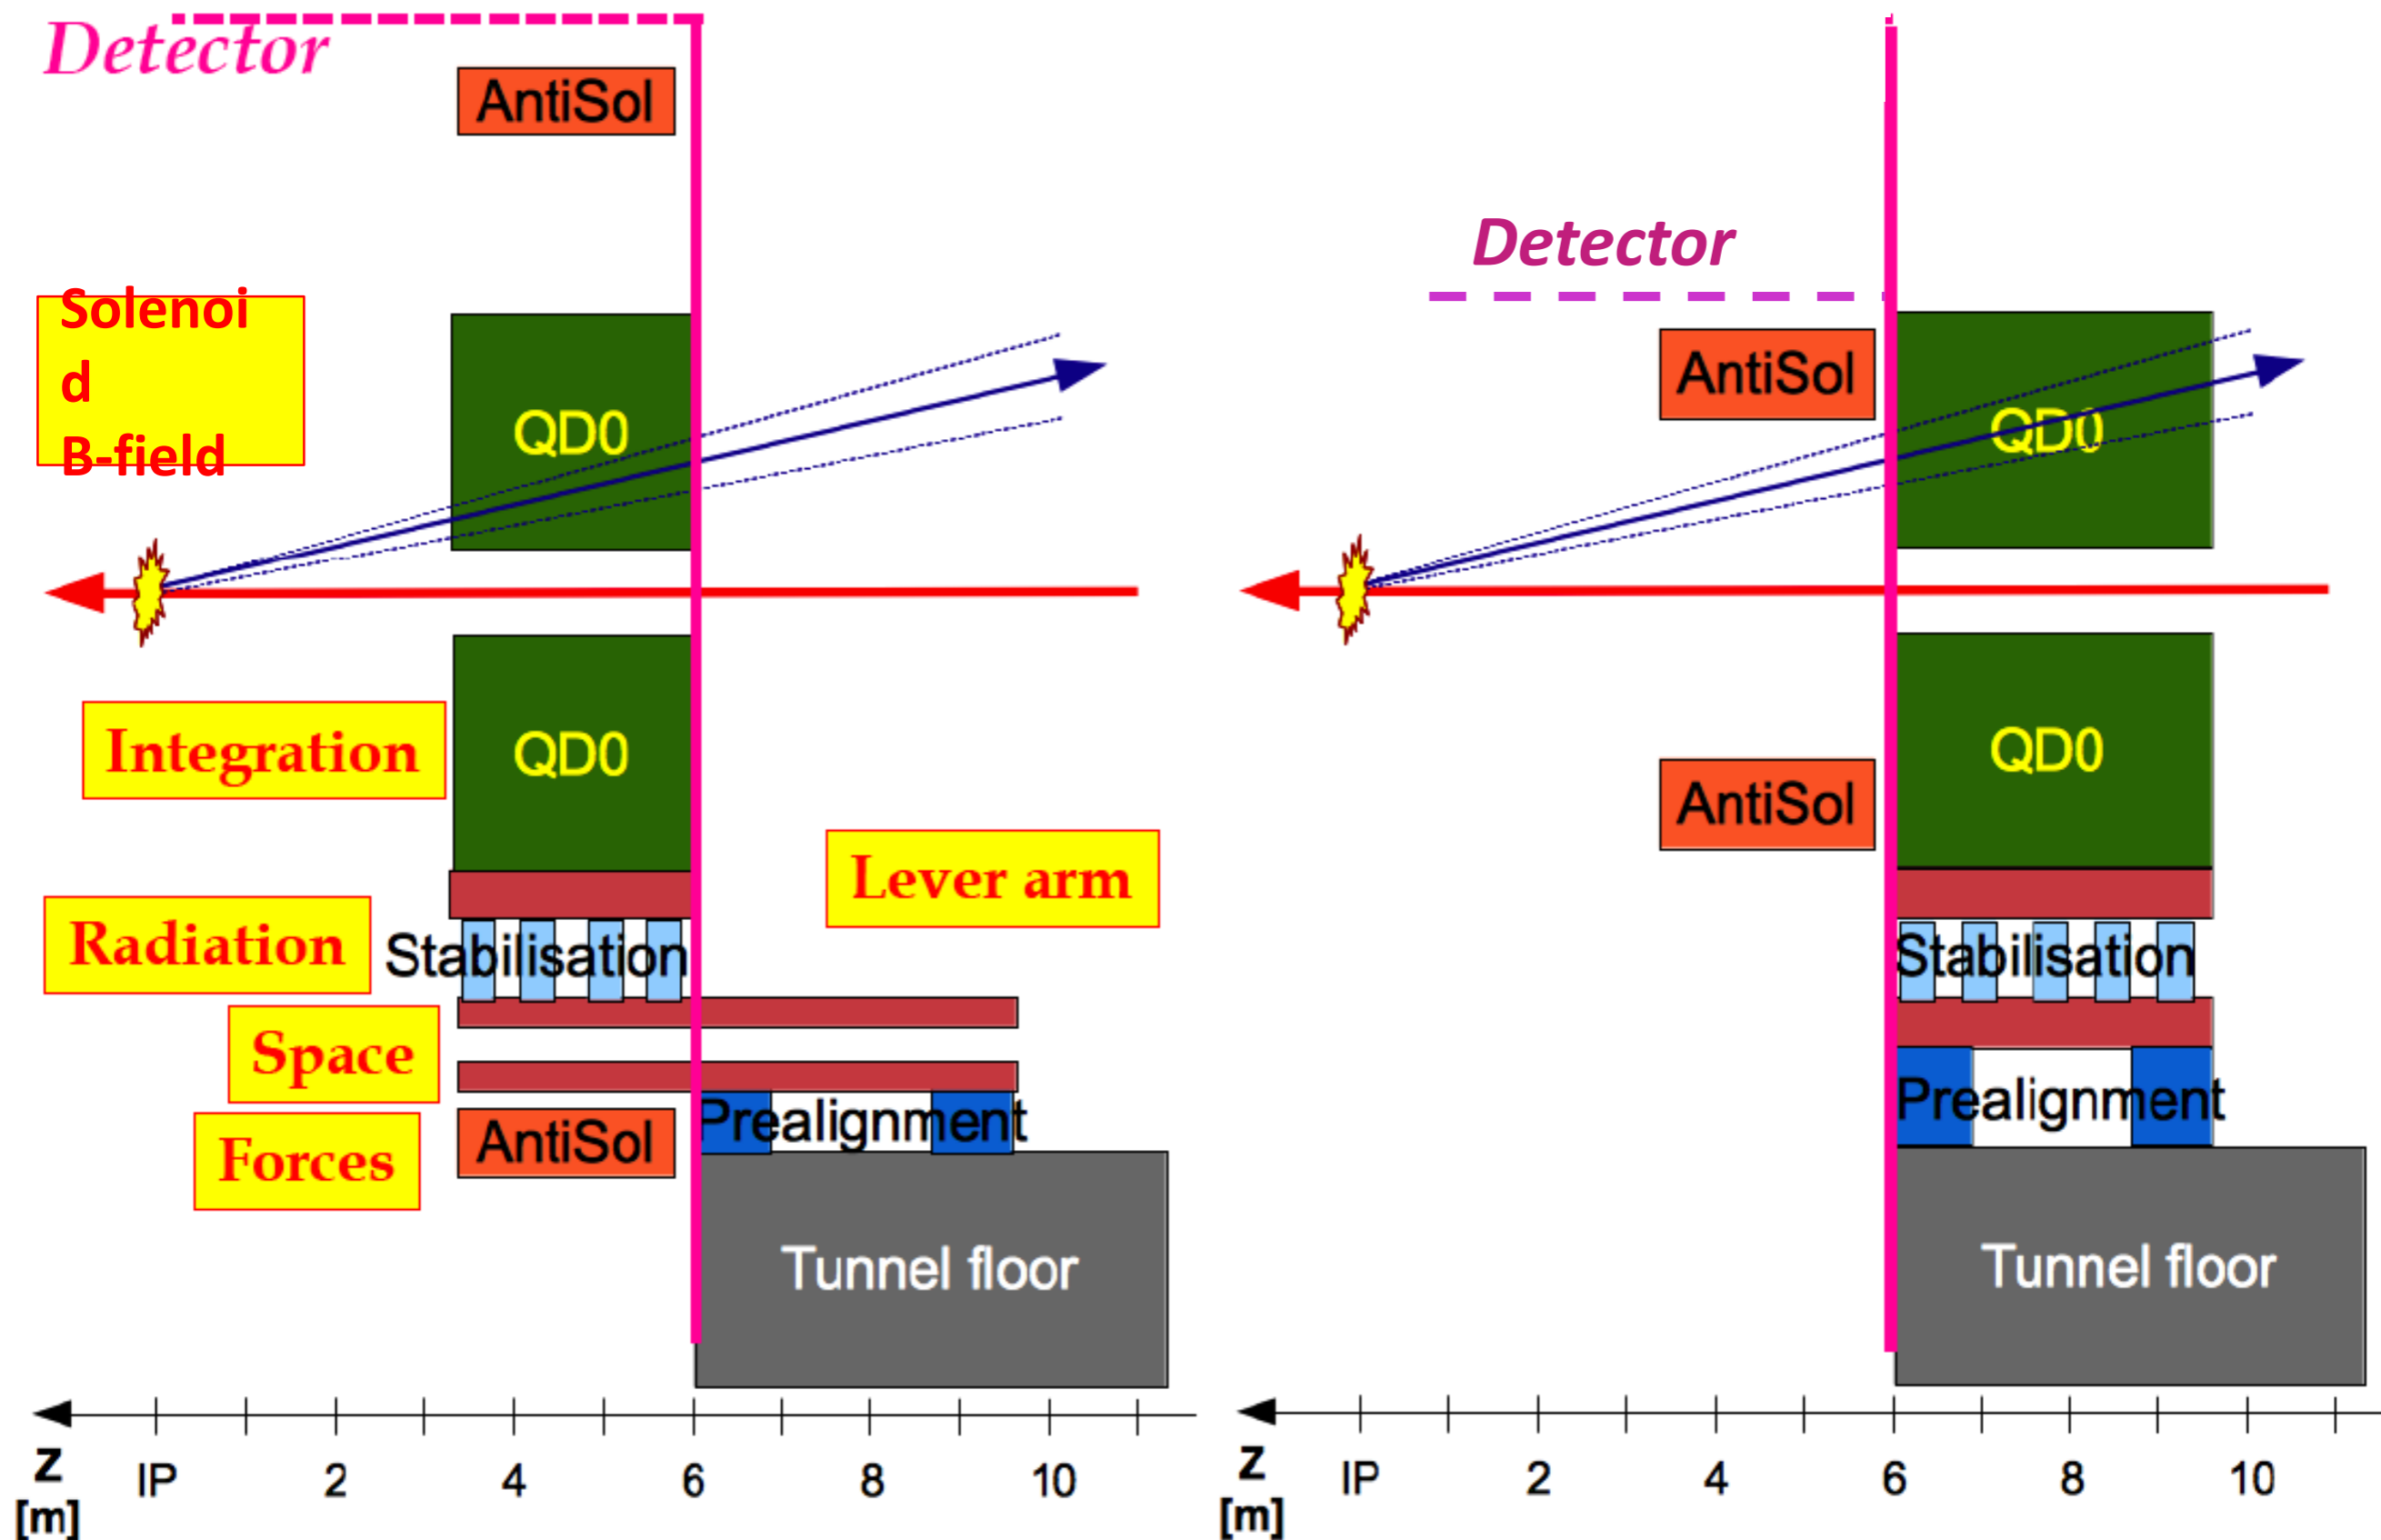 Detector
AntiSol
Solenoi
d
B-field
QD0
Integration
QD0
Lever arm
Radiation
Stabilisation
Space
Forces
AntiSol
Prealignment
Tunnel floor
IP 2 4 6 8 10
Z
[m]
Detector
AntiSol
QD0
QD0
AntiSol
Stabilisation
Prealignment
Tunnel floor
IP 2 4 6 8 10
Z
[m]